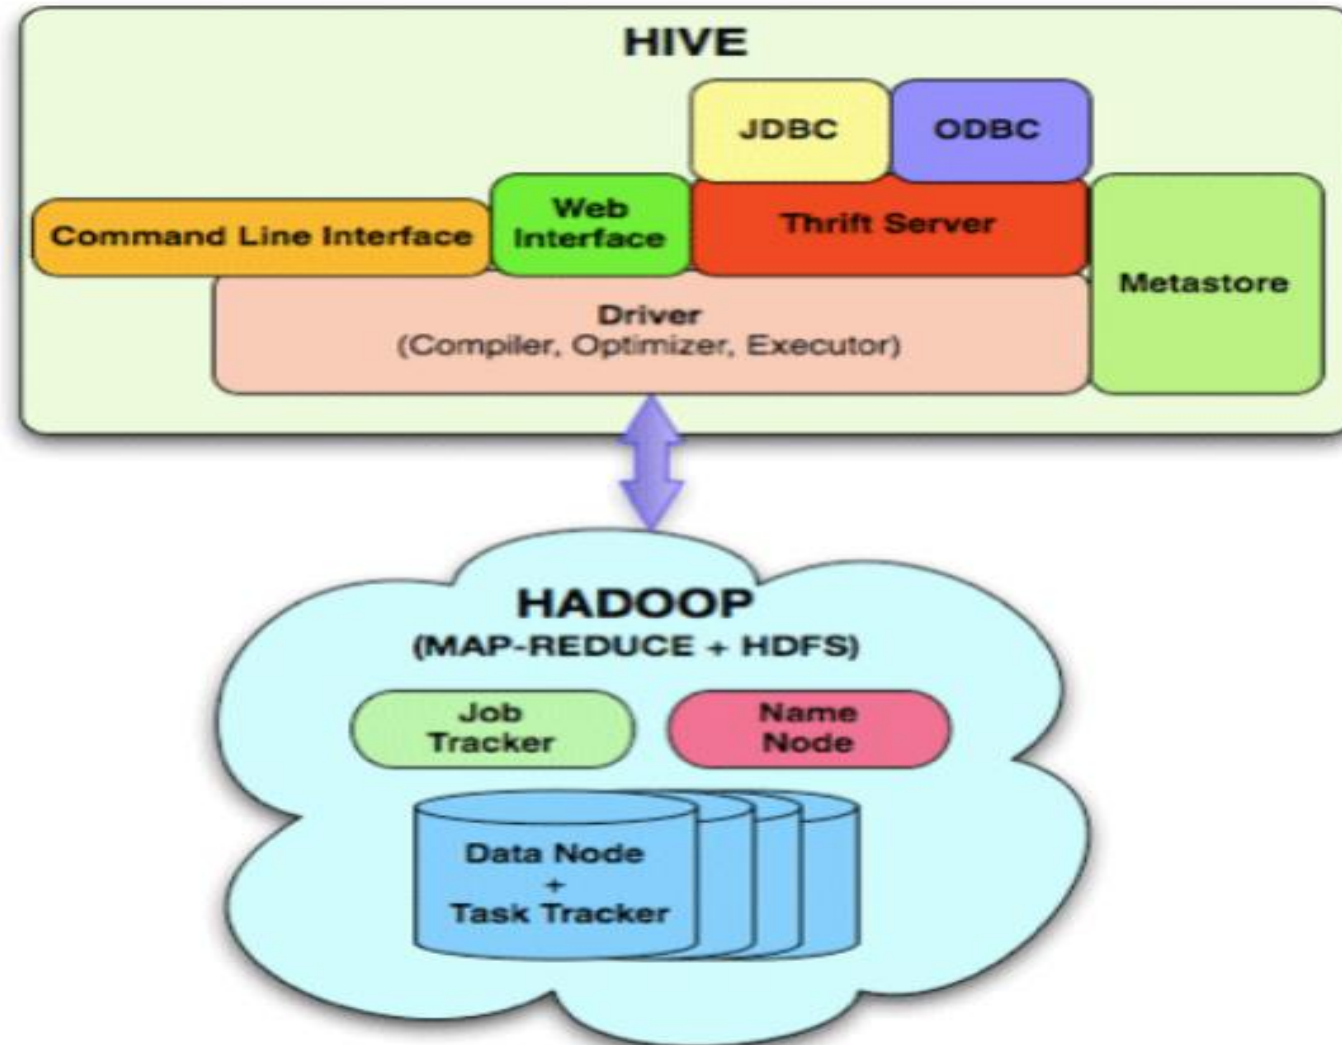 HIVE
JDBC
ODBC
Command Line Interface
Web
Interface
Thrift Server
Metastore
Driver
(Compiler, Optimizer, Executor)
HADOOP
(MAP-REDUCE + HDFS)
Job
Tracker
Name
Node
Data Node
+
Task Tracker